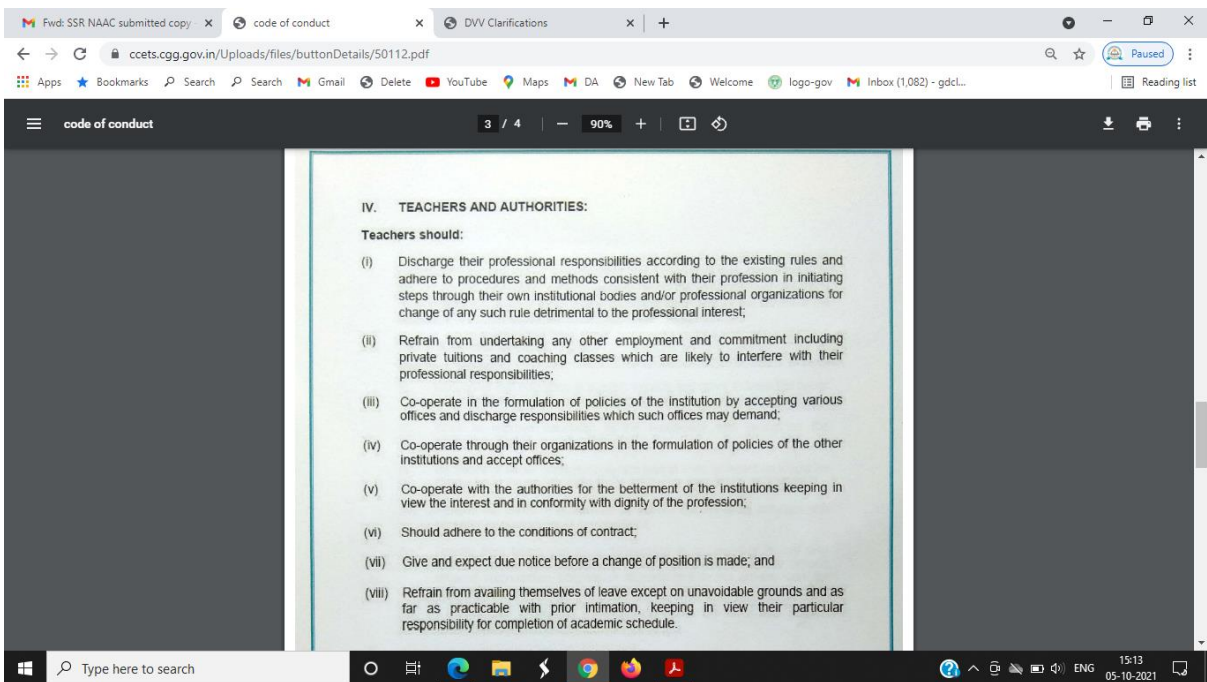 Fwd: SSR NAAC submitted copy
code of conduct
DVV Clarifications
ccets.cgg.gov.in/Uploads/files/buttonDetails/50112.pdf
Paused
Apps Bookmarks Search Search Gmail Delete YouTube Maps DA New Tab Welcome logo-gov Inbox (1,082) - gdcl... Reading list
code of conduct
3 / 4 90%
IV. TEACHERS AND AUTHORITIES:
Teachers should:
(i) Discharge their professional responsibilities according to the existing rules and
adhere to procedures and methods consistent with their profession in initiating
steps through their own institutional bodies and/or professional organizations for
change of any such rule detrimental to the professional interest;
(ii) Refrain from undertaking any other employment and commitment including
private tuitions and coaching classes which are likely to interfere with their
professional responsibilities;
(iii) Co-operate in the formulation of policies of the institution by accepting various
offices and discharge responsibilities which such offices may demand;
(iv) Co-operate through their organizations in the formulation of policies of the other
institutions and accept offices;
(v) Co-operate with the authorities for the betterment of the institutions keeping in
view the interest and in conformity with dignity of the profession;
(vi) Should adhere to the conditions of contract;
(vii) Give and expect due notice before a change of position is made; and
(viii) Refrain from availing themselves of leave except on unavoidable grounds and as
far as practicable with prior intimation, keeping in view their particular
responsibility for completion of academic schedule.
Type here to search
ENG
15:13
05-10-2021